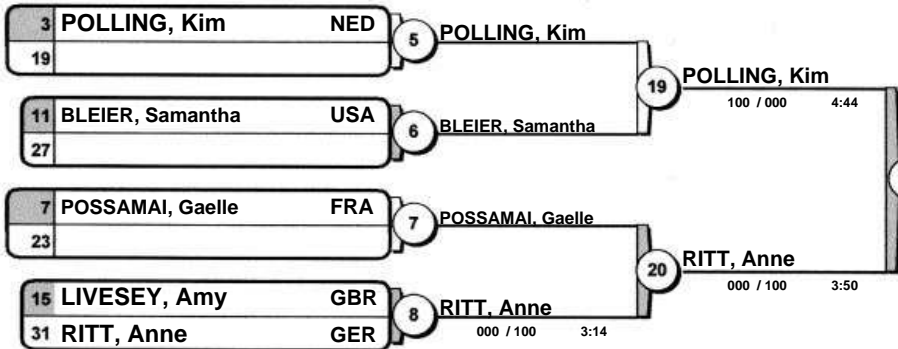 3 POLLING, Kim NED
19
5 POLLING, Kim
11 BLEIER, Samantha USA
27
6 BLEIER, Samantha
19 POLLING, Kim
100 / 000 4:44
7 POSSAMAI, Gaelle FRA
23
7 POSSAMAI, Gaelle
15 LIVESEY, Amy GBR
31 RITT, Anne GER
8 RITT, Anne
000 / 100 3:14
20 RITT, Anne
000 / 100 3:50